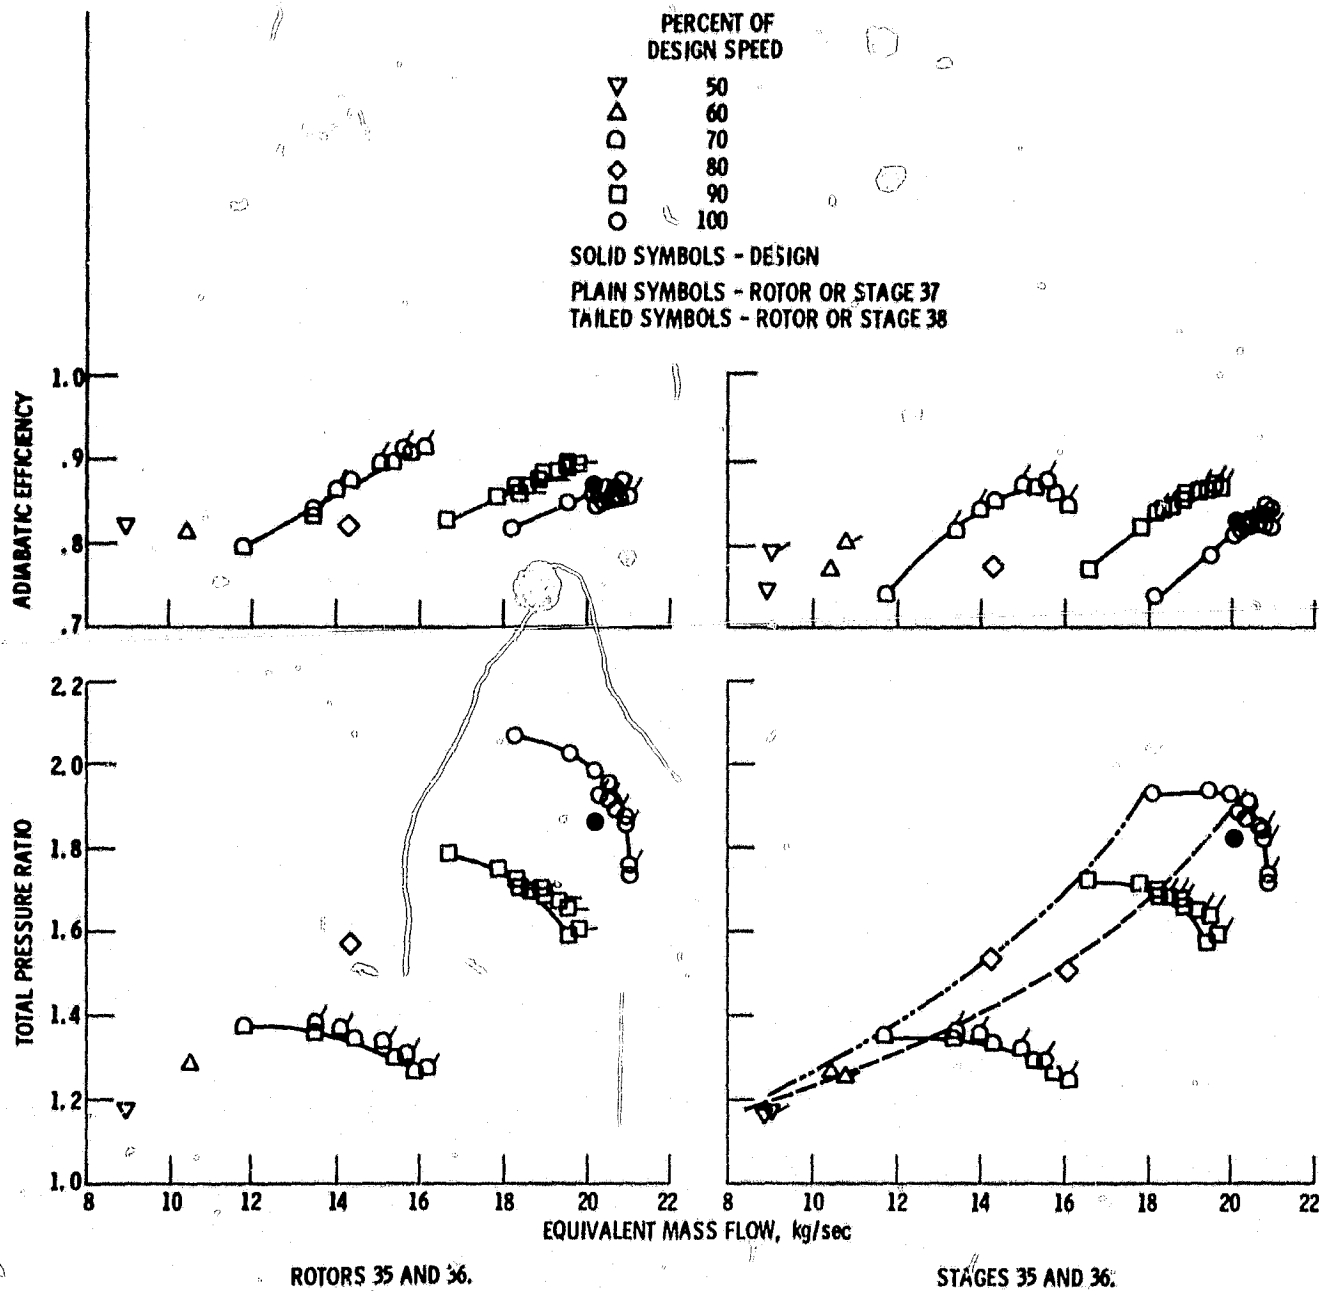 PERCENT OF
DESIGN SPEED
50
60
70
80
90
100
SOLID SYMBOLS - DESIGN
PLAIN SYMBOLS - ROTOR OR STAGE 37
TAILED SYMBOLS - ROTOR OR STAGE 38
ADIABATIC EFFICIENCY
1.0
.9
.8
.7
TOTAL PRESSURE RATIO
2.2
2.0
1.8
1.6
1.4
1.2
1.0
8 10 12 14 16 18 20 22
8 10 12 14 16 18 20 22
EQUIVALENT MASS FLOW, kg/sec
ROTORS 35 AND 36.
STAGES 35 AND 36.